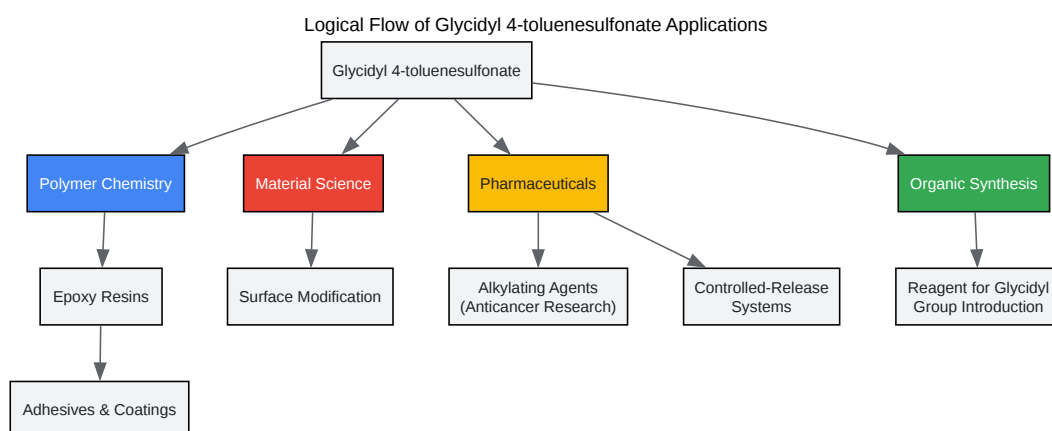 Logical Flow of Glycidyl 4-toluenesulfonate Applications
Glycidyl 4-toluenesulfonate
Polymer Chemistry
Material Science
Pharmaceuticals
Organic Synthesis
Epoxy Resins
Surface Modification
Alkylating Agents
(Anticancer Research)
Controlled-Release
Systems
Reagent for Glycidyl
Group Introduction
Adhesives & Coatings